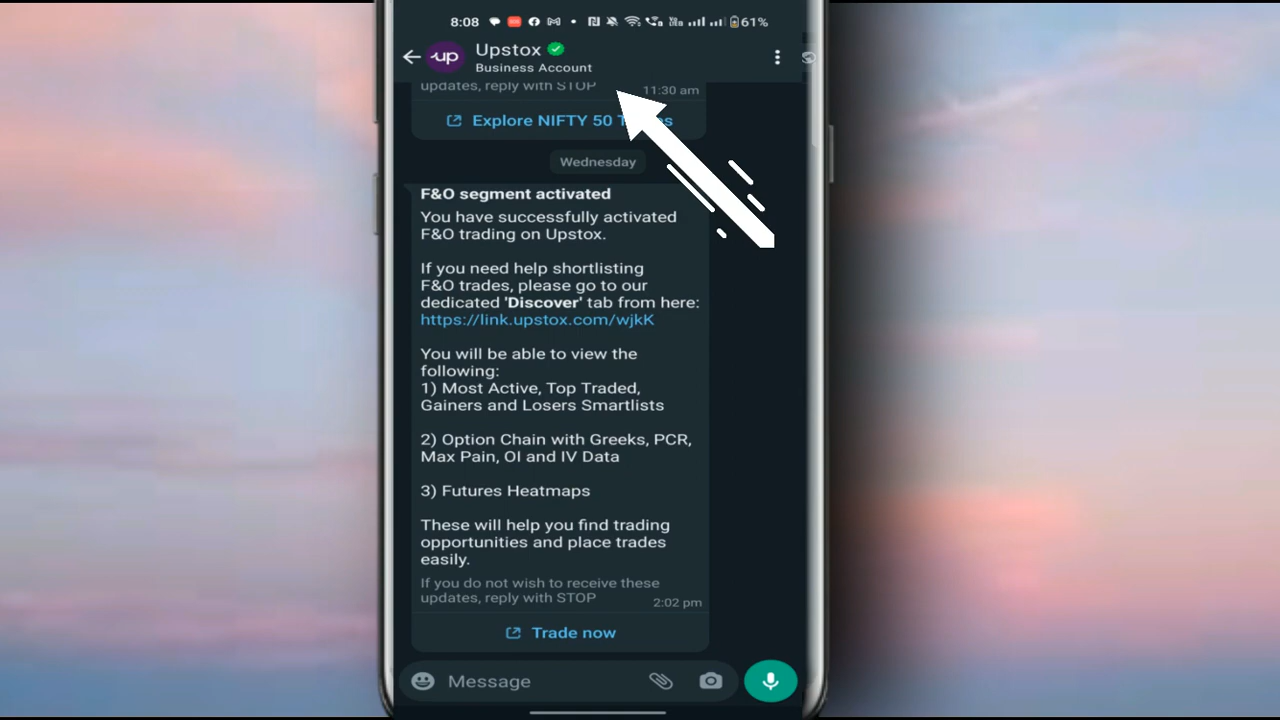 8:08
61%
up
Upstox
Business Account
updates, reply with STOP
11:30 am
Explore NIFTY 50
Wednesday
F&O segment activated
You have successfully activated
F&O trading on Upstox.
If you need help shortlisting
F&O trades, please go to our
dedicated 'Discover' tab from here:
https://link.upstox.com/wjkK
You will be able to view the
following:
1) Most Active, Top Traded,
Gainers and Losers Smartlists
2) Option Chain with Greeks, PCR,
Max Pain, OI and IV Data
3) Futures Heatmaps
These will help you find trading
opportunities and place trades
easily.
If you do not wish to receive these
updates, reply with STOP
2:02 pm
Trade now
Message